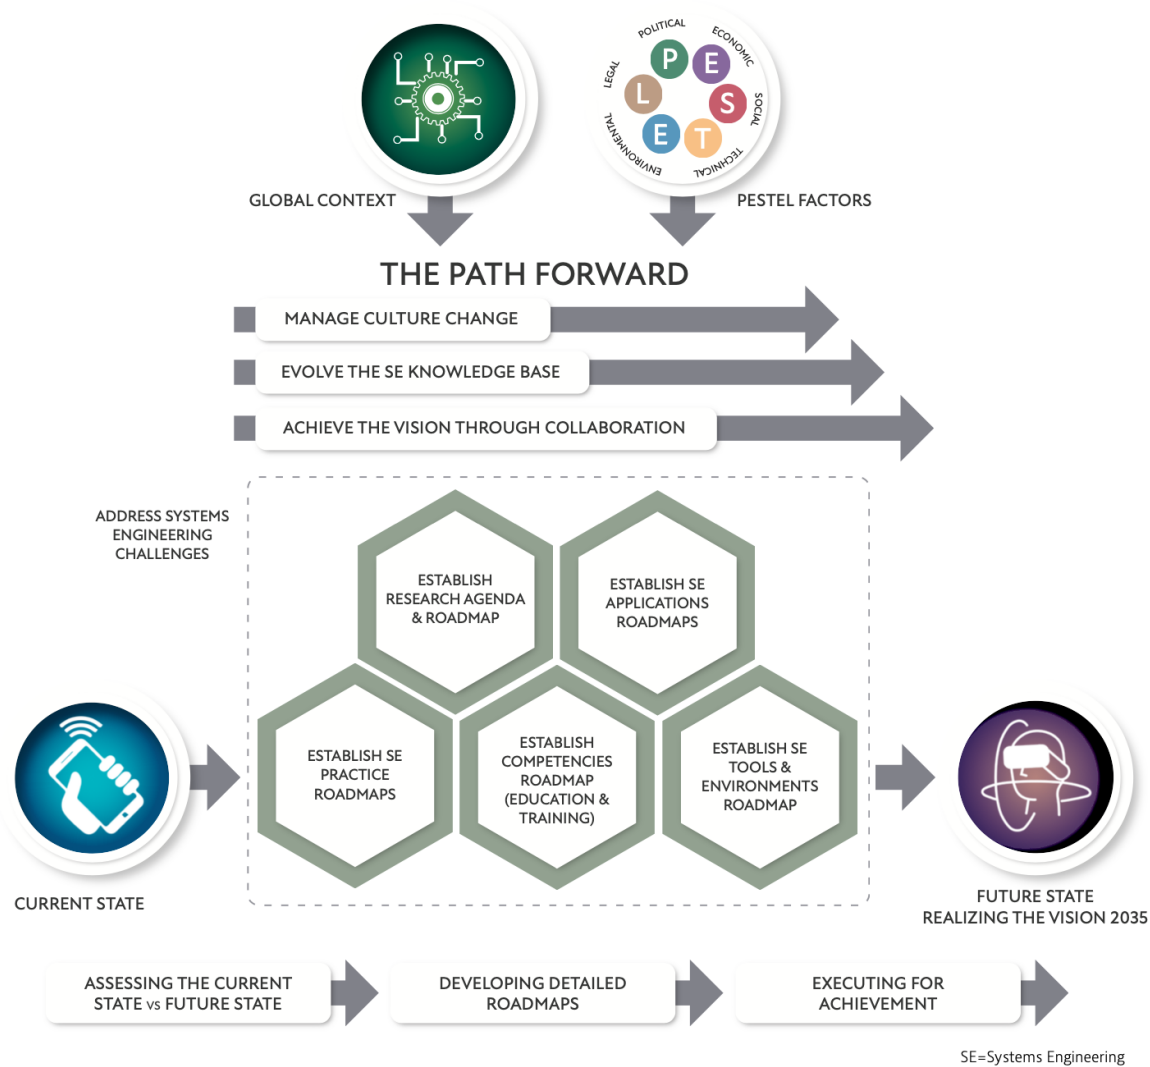 POLITICAL
ECONOMIC
SOCIAL
TECHNICAL
ENVIRONMENTAL
LEGAL
P
E
S
T
E
L
GLOBAL CONTEXT
PESTEL FACTORS
THE PATH FORWARD
MANAGE CULTURE CHANGE
EVOLVE THE SE KNOWLEDGE BASE
ACHIEVE THE VISION THROUGH COLLABORATION
ADDRESS SYSTEMS
ENGINEERING
CHALLENGES
ESTABLISH
RESEARCH AGENDA
& ROADMAP
ESTABLISH SE
APPLICATIONS
ROADMAPS
ESTABLISH SE
PRACTICE
ROADMAPS
ESTABLISH
COMPETENCIES
ROADMAP
(EDUCATION &
TRAINING)
ESTABLISH SE
TOOLS &
ENVIRONMENTS
ROADMAP
CURRENT STATE
FUTURE STATE
REALIZING THE VISION 2035
ASSESSING THE CURRENT
STATE vs FUTURE STATE
DEVELOPING DETAILED
ROADMAPS
EXECUTING FOR
ACHIEVEMENT
SE=Systems Engineering